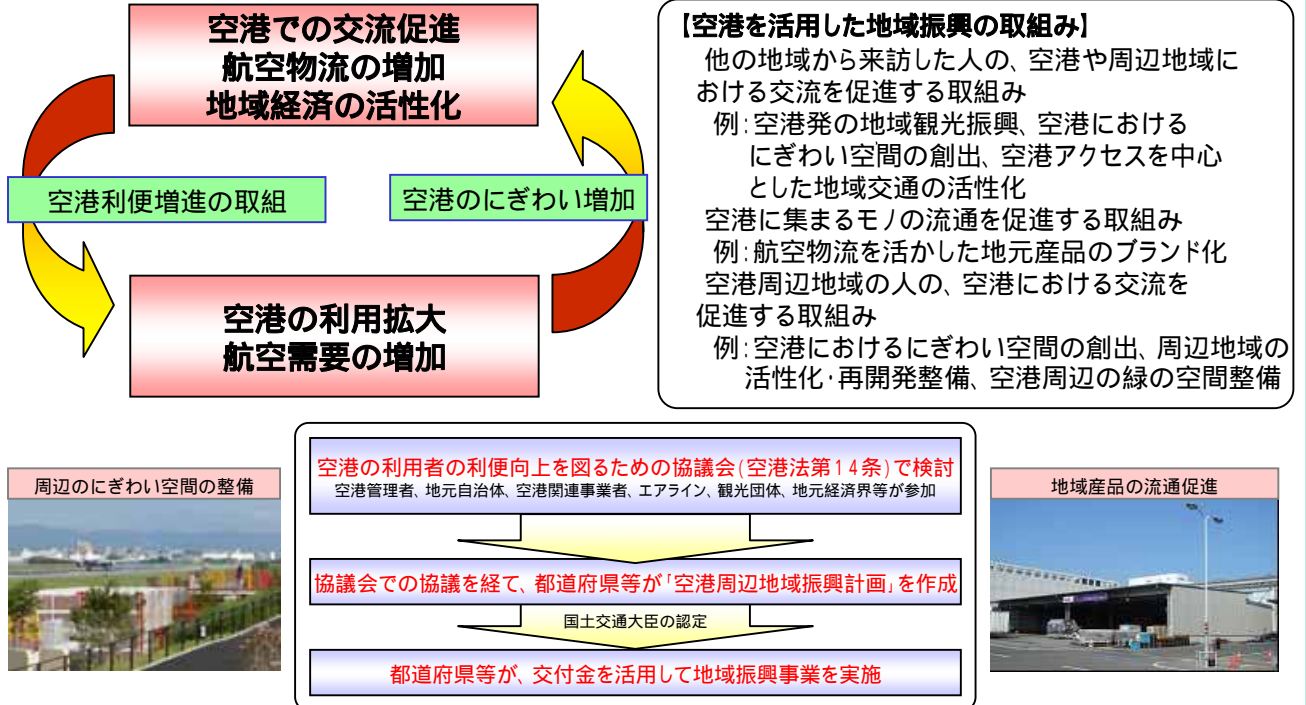 空港での交流促進
航空物流の増加
地域経済の活性化
空港利便増進の取組
空港のにぎわい増加
空港の利用拡大
航空需要の増加
【空港を活用した地域振興の取組み】
他の地域から来訪した人の、空港や周辺地域に
おける交流を促進する取組み
例:空港発の地域観光振興、空港における
にぎわい空間の創出、空港アクセスを中心
とした地域交通の活性化
空港に集まるモノの流通を促進する取組み
例:航空物流を活かした地元産品のブランド化
空港周辺地域の人の、空港における交流を
促進する取組み
例:空港におけるにぎわい空間の創出、周辺地域の
活性化・再開発整備、空港周辺の緑の空間整備
周辺のにぎわい空間の整備
空港の利用者の利便向上を図るための協議会(空港法第14条)で検討
空港管理者、地元自治体、空港関連事業者、エアライン、観光団体、地元経済界等が参加
協議会での協議を経て、都道府県等が「空港周辺地域振興計画」を作成
国土交通大臣の認定
都道府県等が、交付金を活用して地域振興事業を実施
地域産品の流通促進